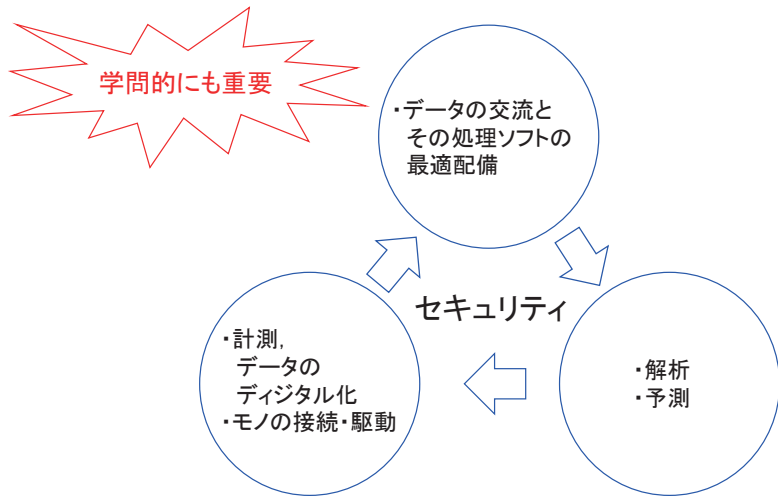 学問的にも重要
・データの交流と
その処理ソフトの
最適配備
セキュリティ
・計測,
データの
ディジタル化
・モノの接続・駆動
・解析
・予測